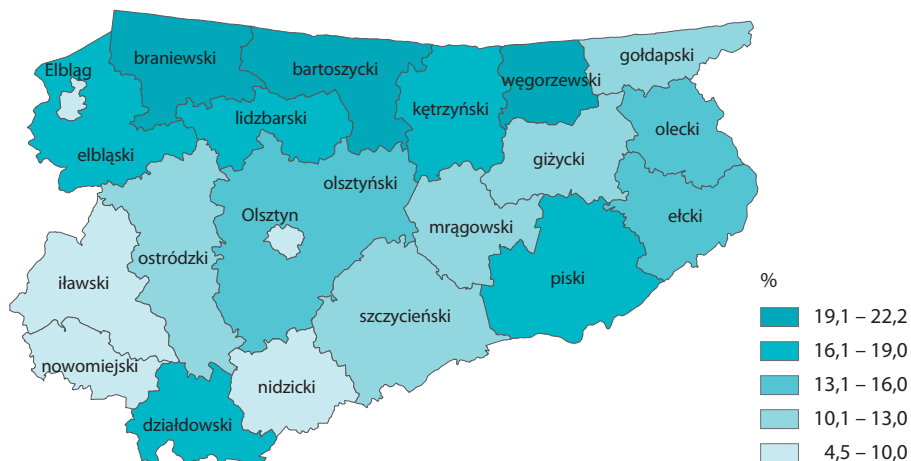 gołdapski
braniewski
bartoszycki
Elbląg
węgorzewski
kętrzyński
lidzbarski
olecki
elbląski
giżycki
olsztyński
Olsztyn
ełcki
mrągowski
ostródzki
piski
iławski
%
szczycieński
19,1 – 22,2
16,1 – 19,0
nowomiejski
13,1 – 16,0
nidzicki
10,1 – 13,0
działdowski
4,5 – 10,0